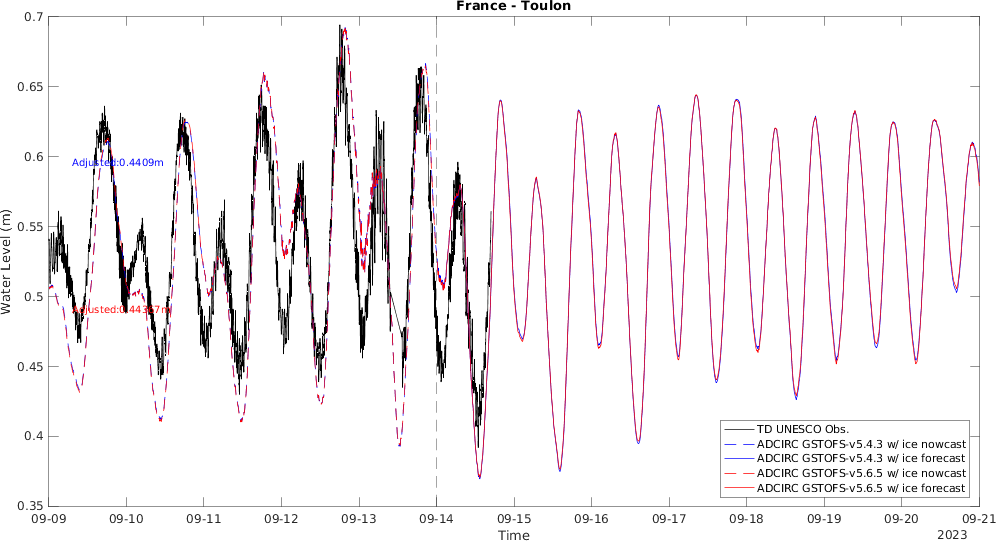 France - Toulon
Water Level (m)
0.7
0.65
0.6
0.55
0.5
0.45
0.4
0.35
Adjusted:0.4409m
TD UNESCO Obs.
ADCIRC GSTOFS-v5.4.3 w/ ice nowcast
ADCIRC GSTOFS-v5.4.3 w/ ice forecast
ADCIRC GSTOFS-v5.6.5 w/ ice nowcast
ADCIRC GSTOFS-v5.6.5 w/ ice forecast
09-09 09-10 09-11 09-12 09-13 09-14 09-15 09-16 09-17 09-18 09-19 09-20 09-21
Time
2023